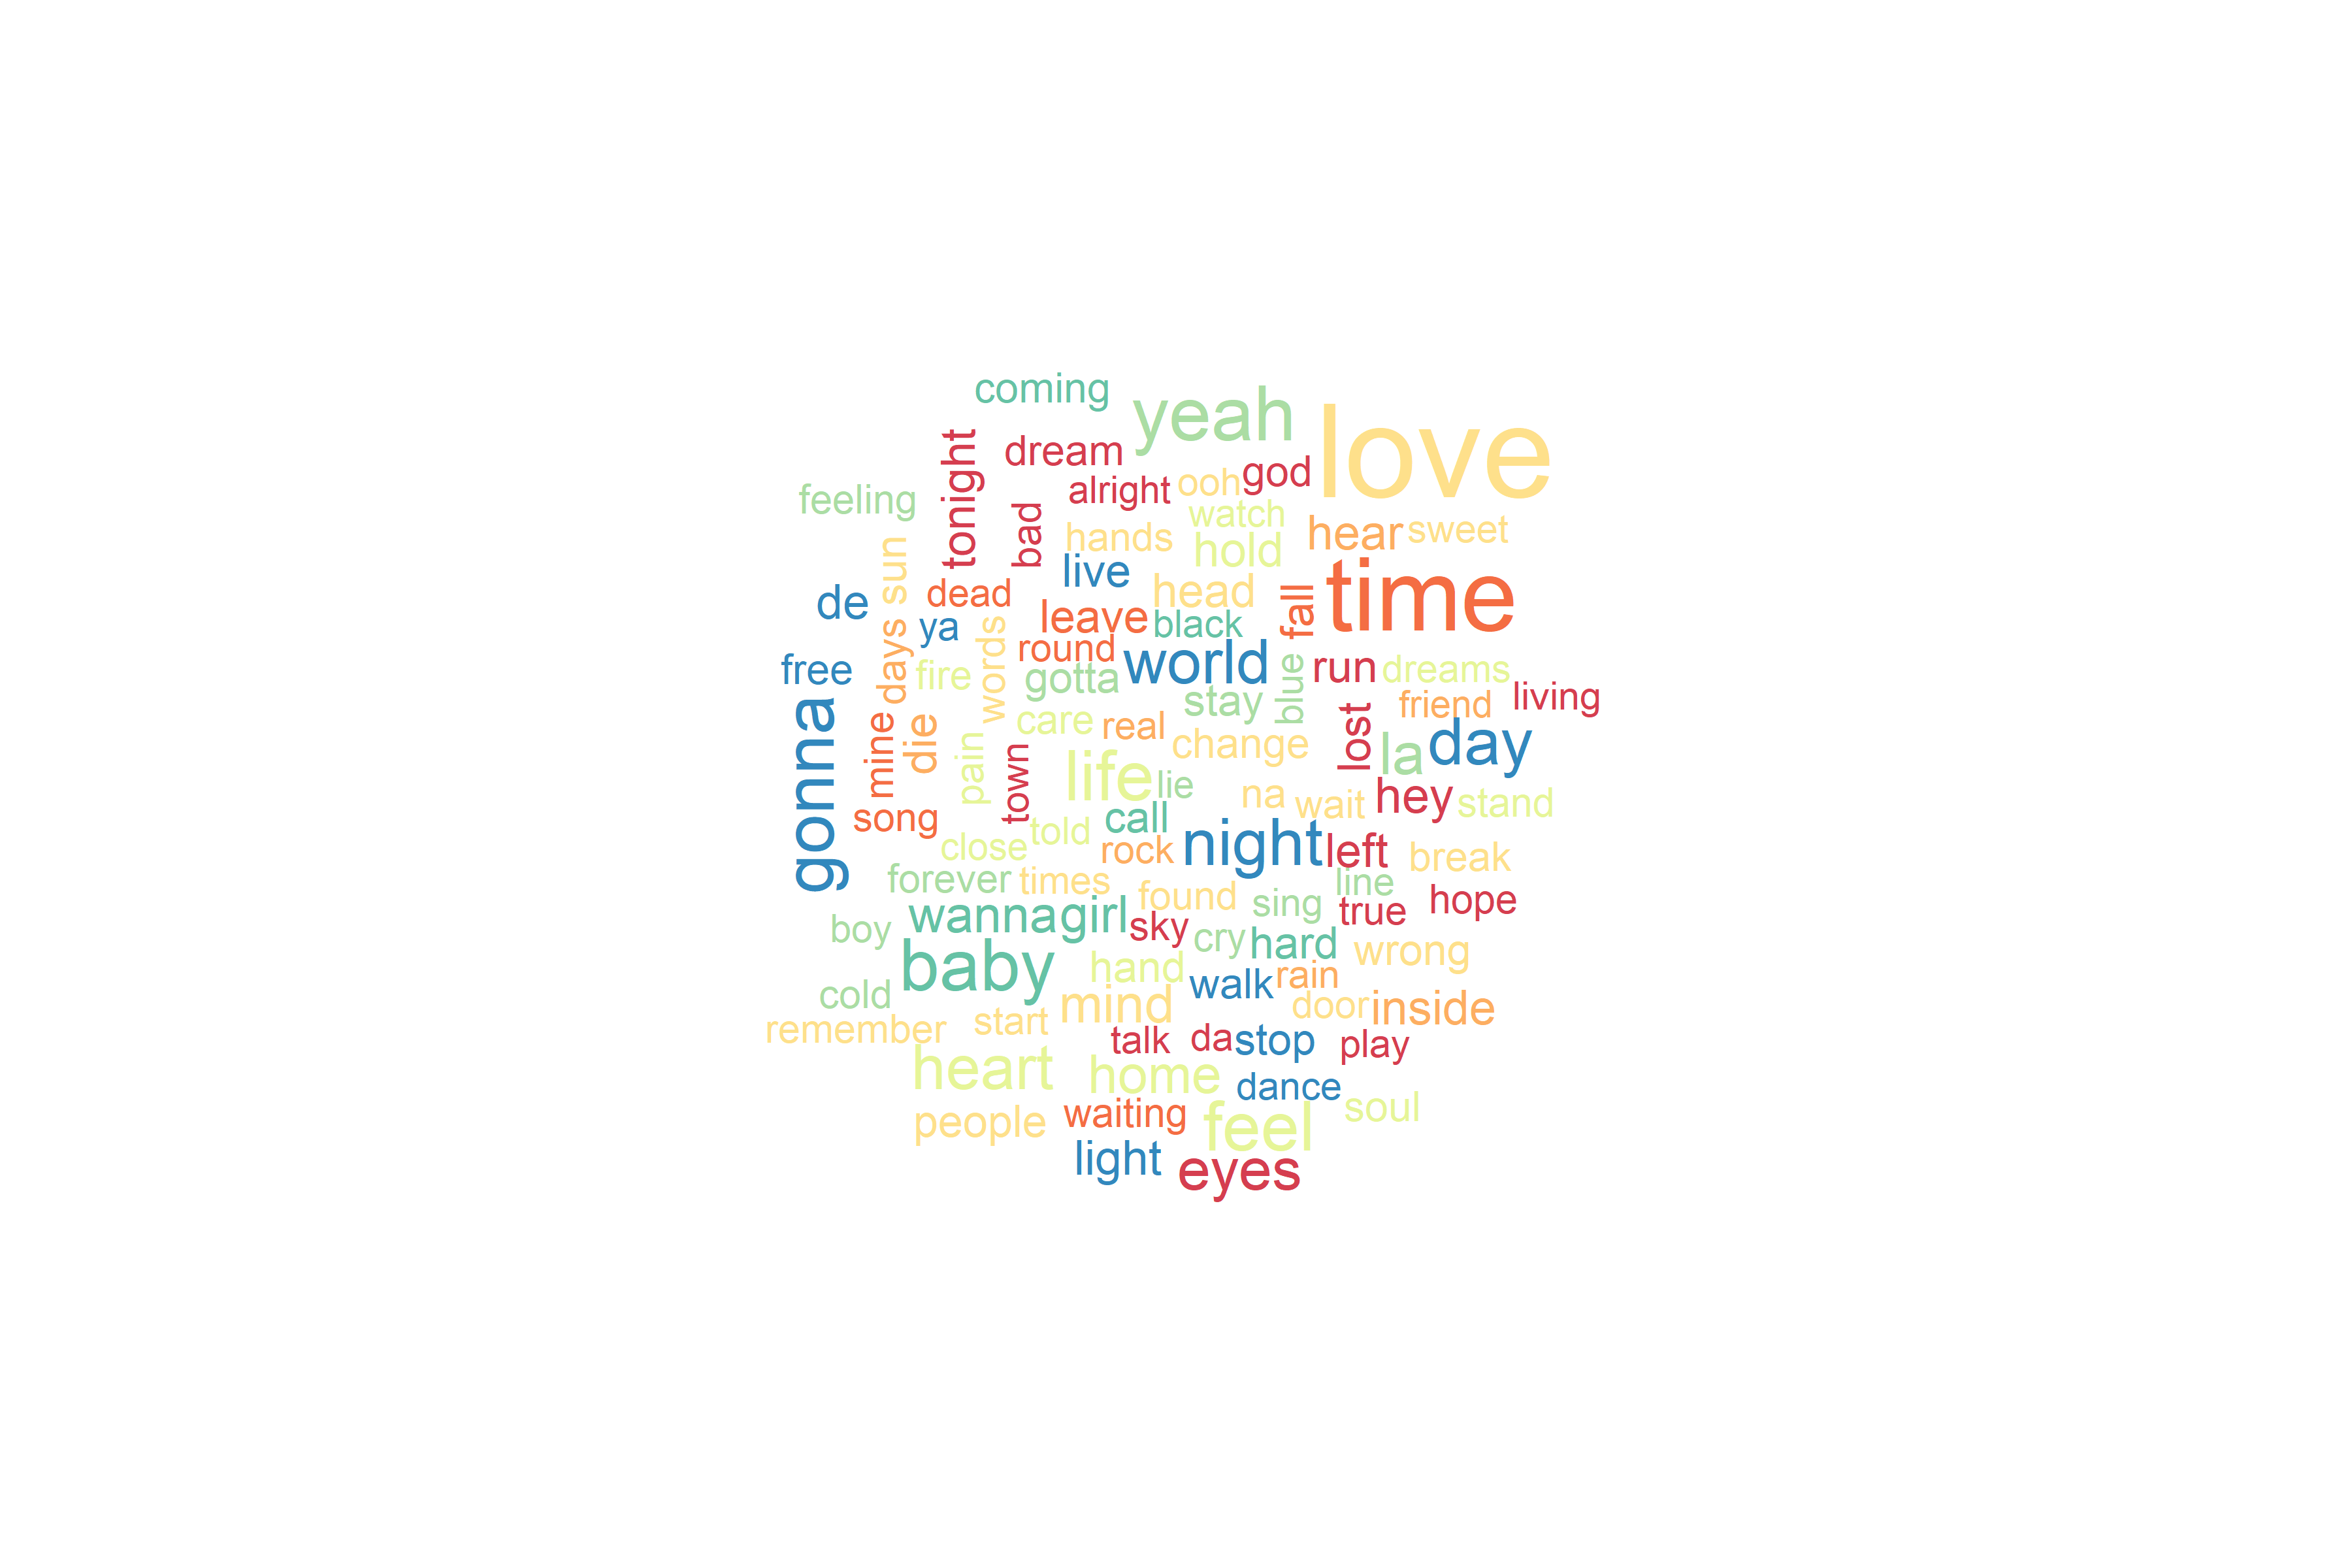 coming
yeah
love
tonight
dream
god
alright
ooh
feeling
bad
watch
hands
hold
hear
sweet
sun
live
time
de
dead
head
fall
ya
leave
black
days
words
round
world
free
fire
gotta
blue
run
dreams
stay
friend
living
gonna
mine
die
care
real
change
lost
la
day
pain
town
life
lie
na
wait
hey
stand
song
told
call
close
rock
night
left
break
forever
times
found
sing
line
true
hope
boy
wanna
girl
sky
cry
hard
wrong
baby
hand
walk
rain
cold
mind
door
inside
remember
start
talk
da
stop
play
heart
home
dance
people
waiting
feel
soul
light
eyes